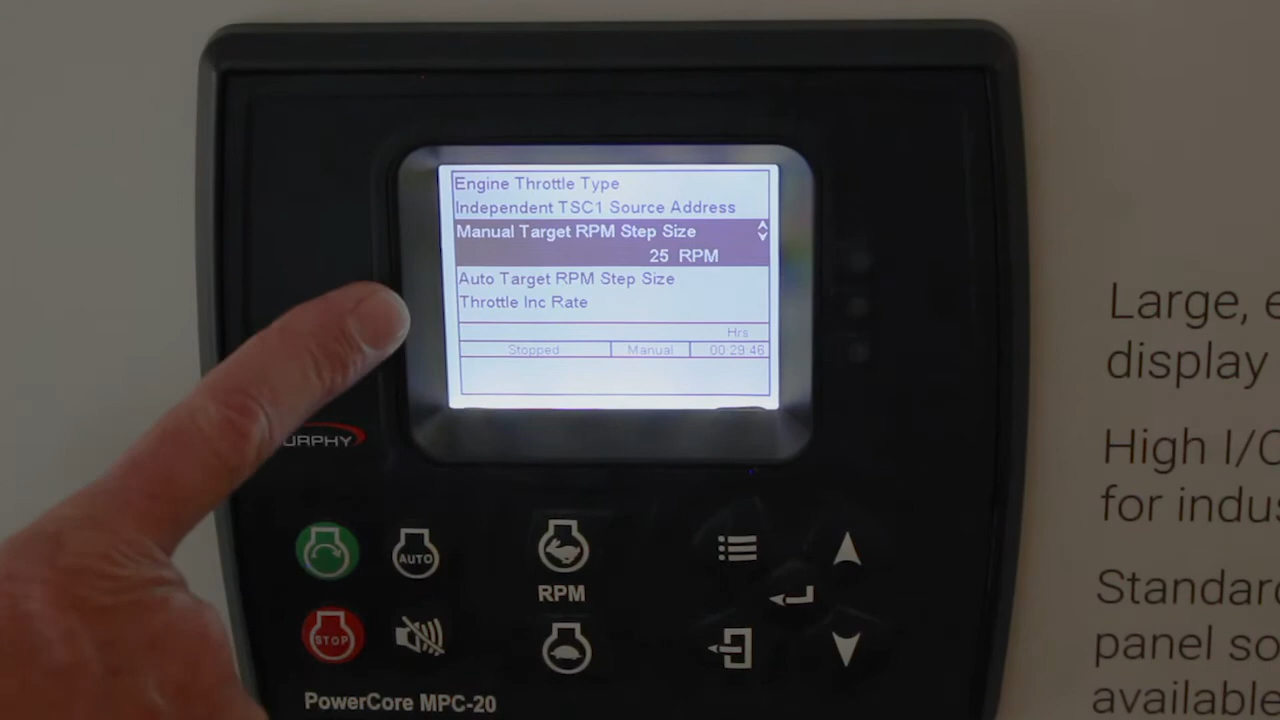 Engine Throttle Type
Independent TSC1 Source Address
Manual Target RPM Step Size
25 RPM
Auto Target RPM Step Size
Throttle Inc Rate
Hrs
Stopped Manual 00:29:46
URPHY
AUTO
RPM
STOP
PowerCore MPC-20
Large, e
display
High I/O
for indus
Standard
panel so
available